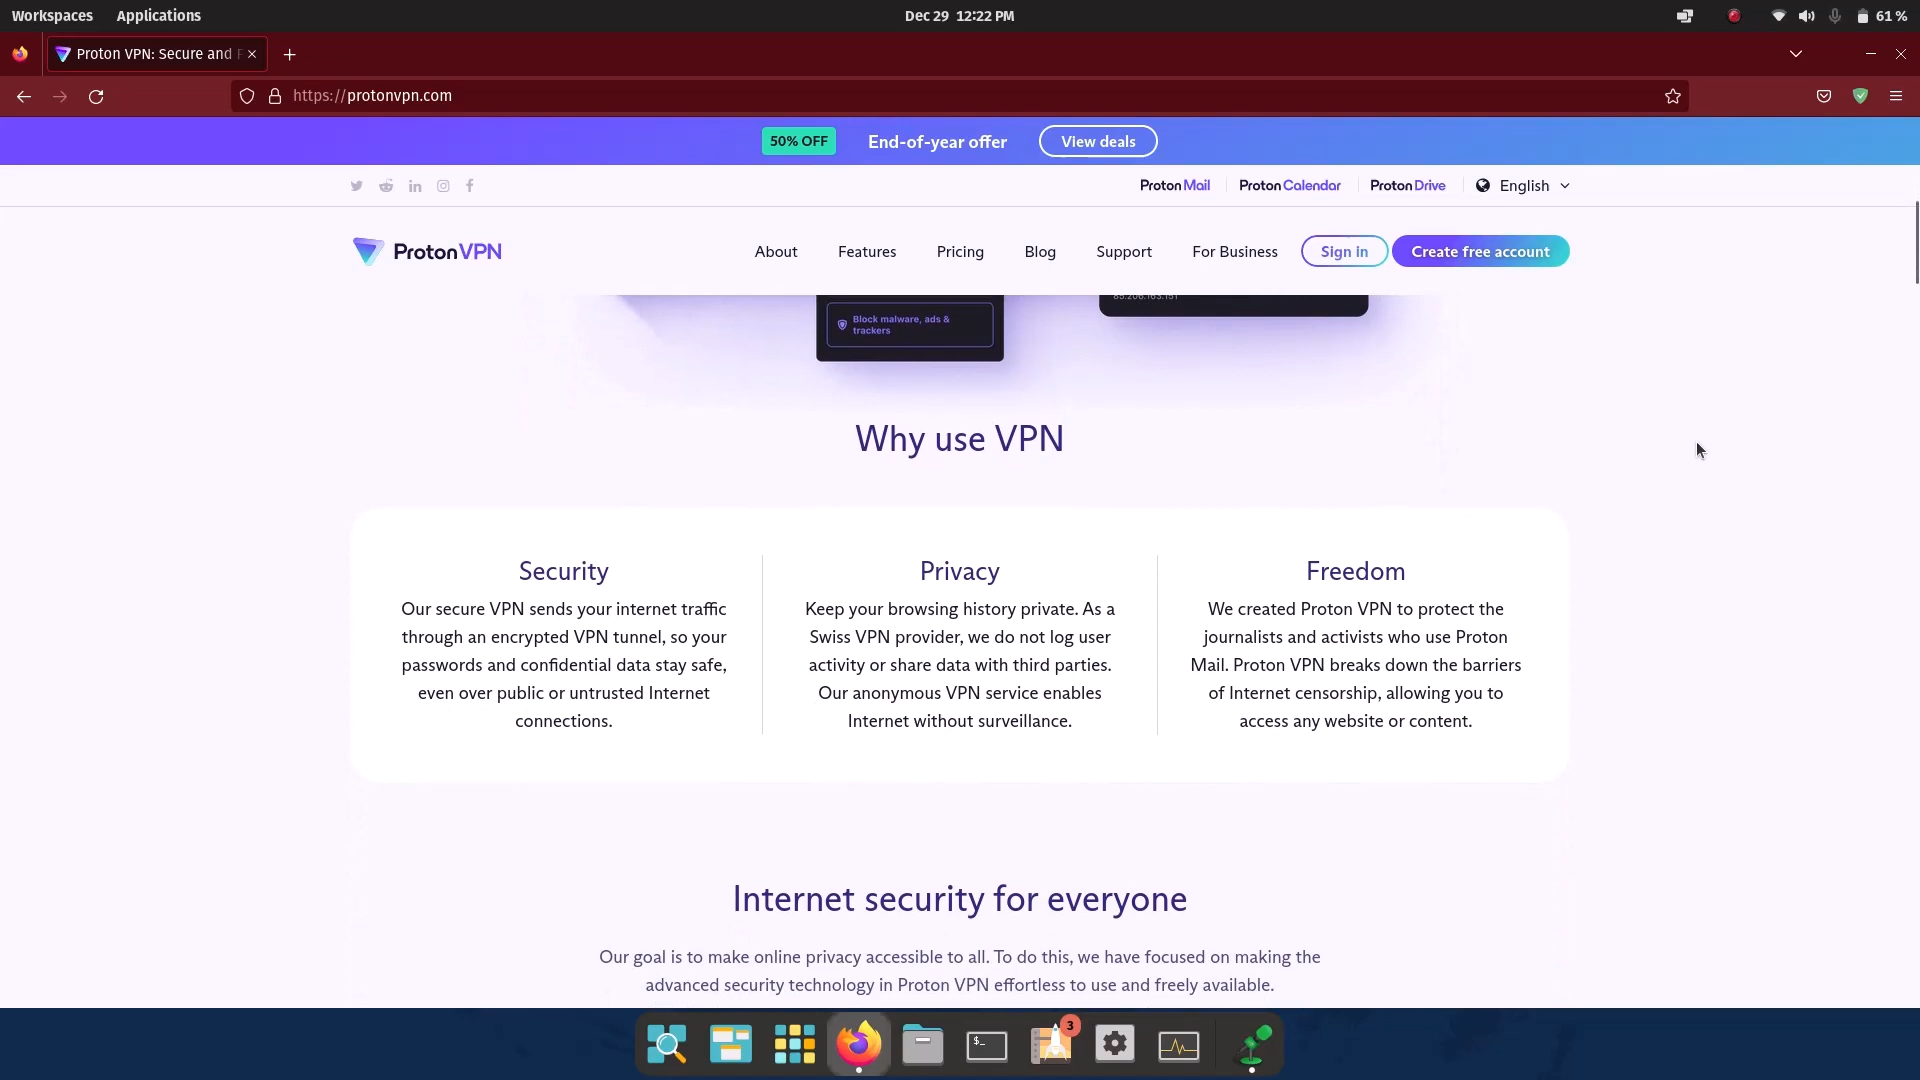 Workspaces Applications Dec 29 12:22 PM 61 %
Proton VPN: Secure and
https://protonvpn.com
50% OFF End-of-year offer View deals
Proton Mail Proton Calendar Proton Drive English
Proton VPN About Features Pricing Blog Support For Business Sign in Create free account
Block malware, ads &
trackers
Why use VPN
Security
Our secure VPN sends your internet traffic
through an encrypted VPN tunnel, so your
passwords and confidential data stay safe,
even over public or untrusted Internet
connections.
Privacy
Keep your browsing history private. As a
Swiss VPN provider, we do not log user
activity or share data with third parties.
Our anonymous VPN service enables
Internet without surveillance.
Freedom
We created Proton VPN to protect the
journalists and activists who use Proton
Mail. Proton VPN breaks down the barriers
of Internet censorship, allowing you to
access any website or content.
Internet security for everyone
Our goal is to make online privacy accessible to all. To do this, we have focused on making the
advanced security technology in Proton VPN effortless to use and freely available.
$_
3